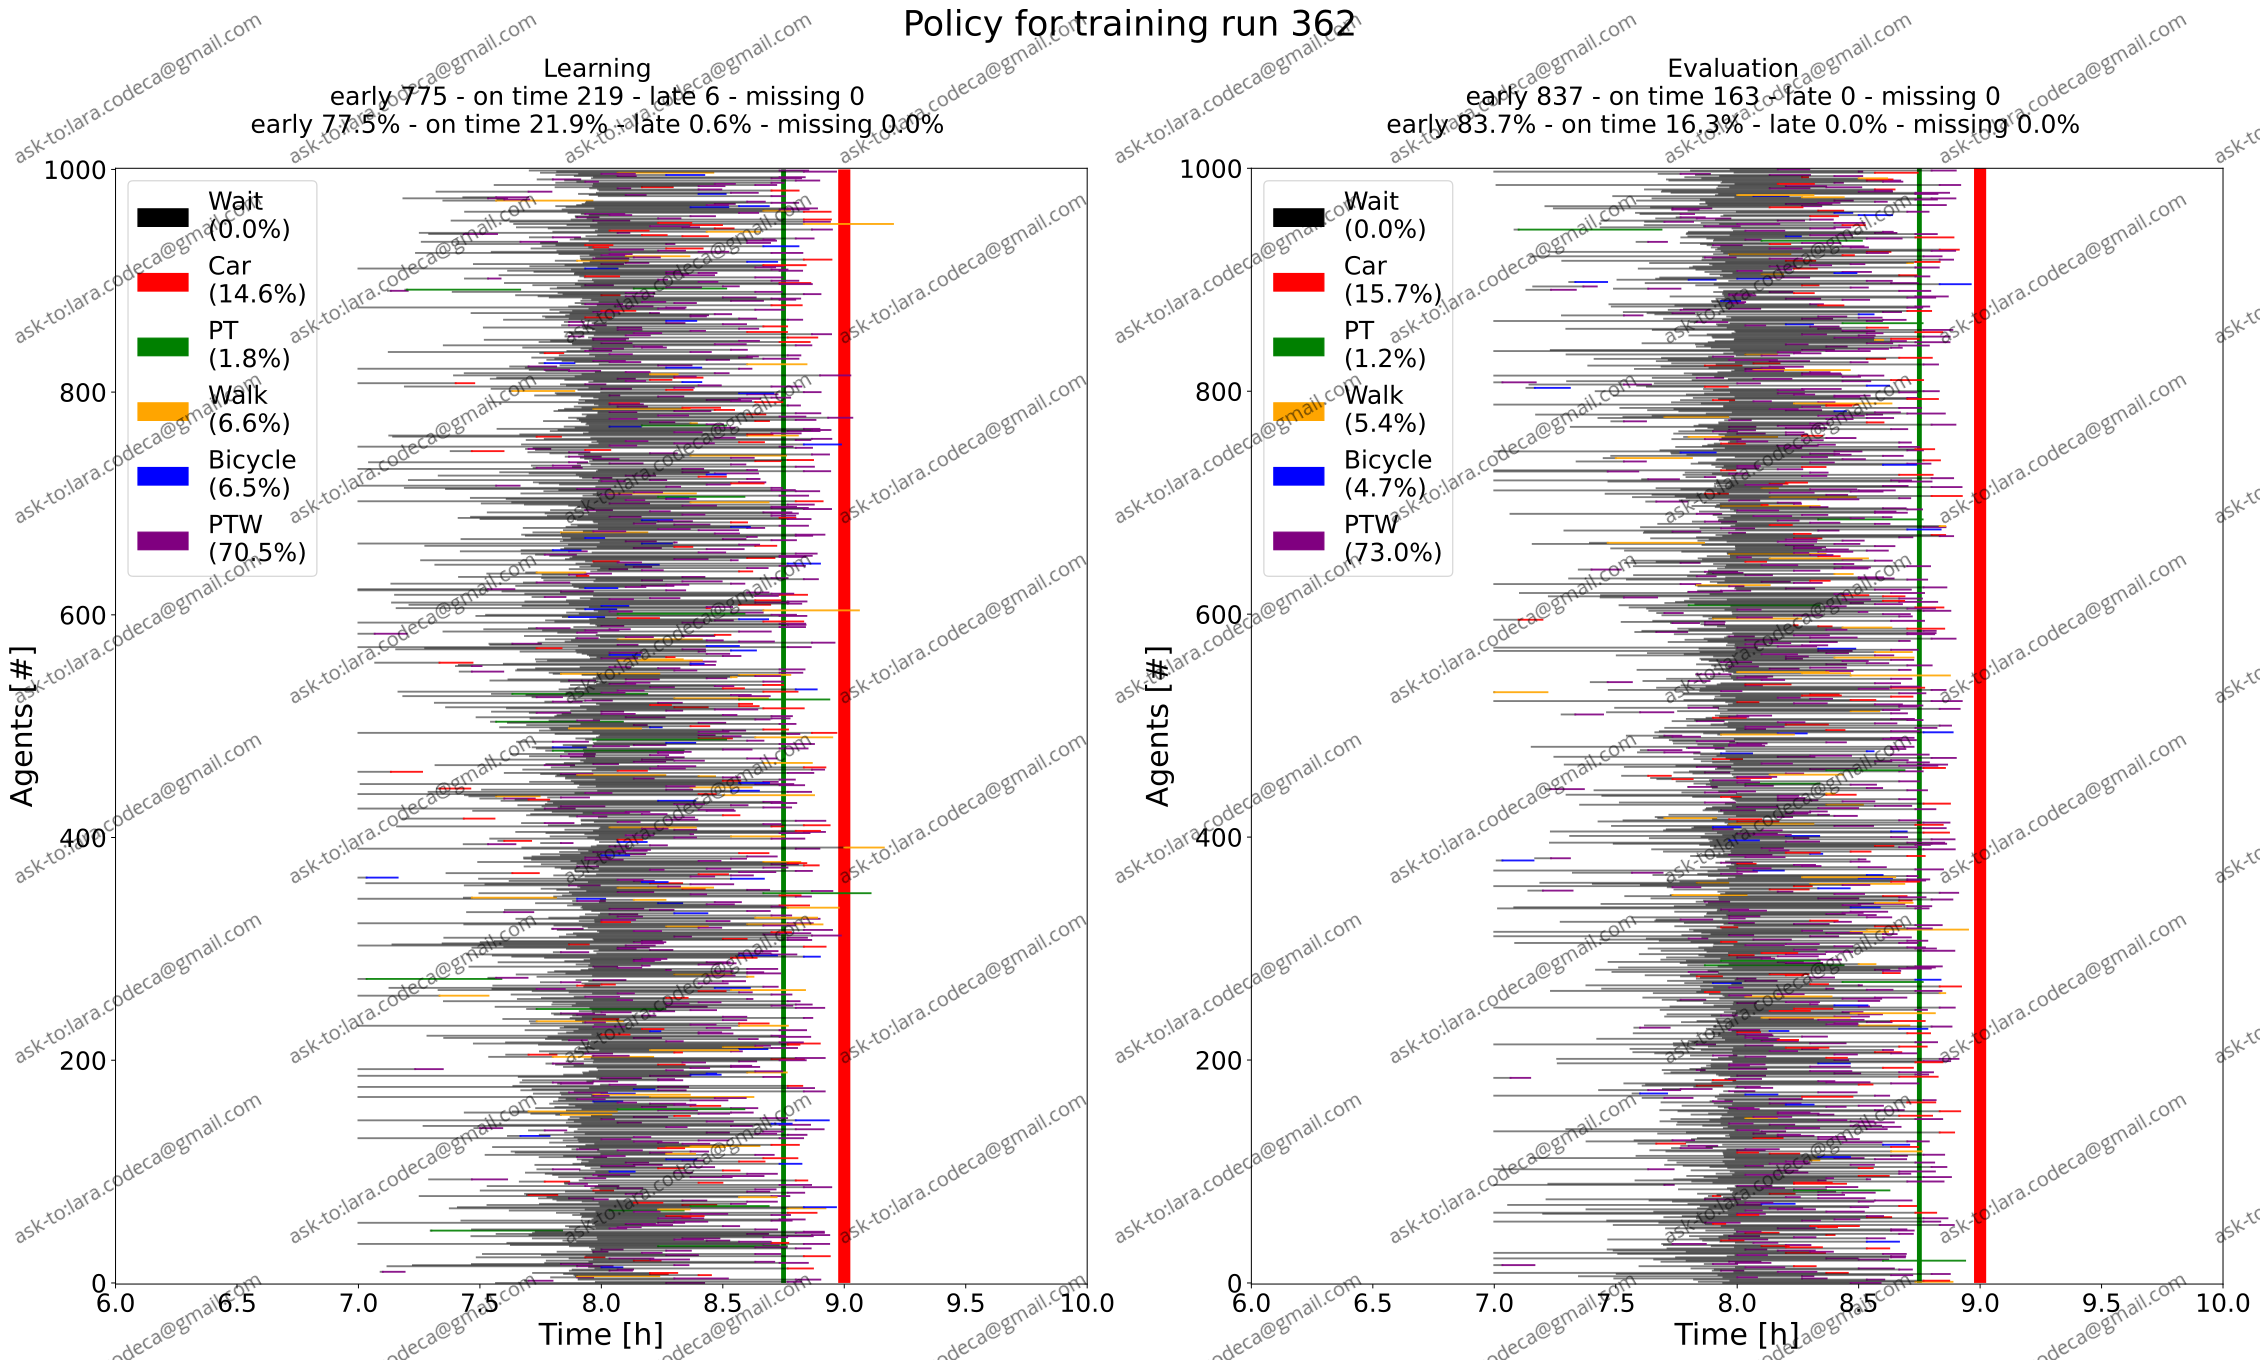 Policy for training run 362
Learning
early 775 - on time 219 - late 6 - missing 0
early 77.5% - on time 21.9% - late 0.6% - missing 0.0%
1000
800
600
400
200
0
Agents [#]
Wait
(0.0%)
Car
(14.6%)
PT
(1.8%)
Walk
(6.6%)
Bicycle
(6.5%)
PTW
(70.5%)
6.0 6.5 7.0 7.5 8.0 8.5 9.0 9.5 10.0
Time [h]
Evaluation
early 837 - on time 163 - late 0 - missing 0
early 83.7% - on time 16.3% - late 0.0% - missing 0.0%
1000
800
600
400
200
0
Agents [#]
Wait
(0.0%)
Car
(15.7%)
PT
(1.2%)
Walk
(5.4%)
Bicycle
(4.7%)
PTW
(73.0%)
6.0 6.5 7.0 7.5 8.0 8.5 9.0 9.5 10.0
Time [h]
ask-to:lara.codeca@gmail.com